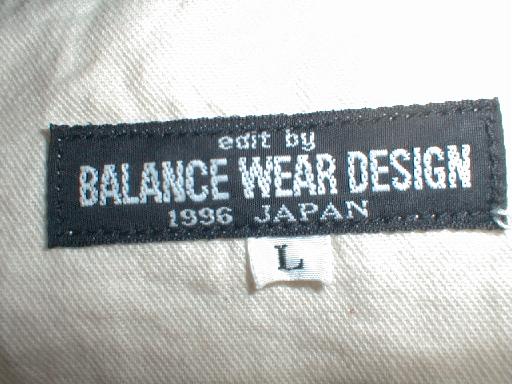 edit by
BALANCE WEAR DESIGN
1996 JAPAN
L